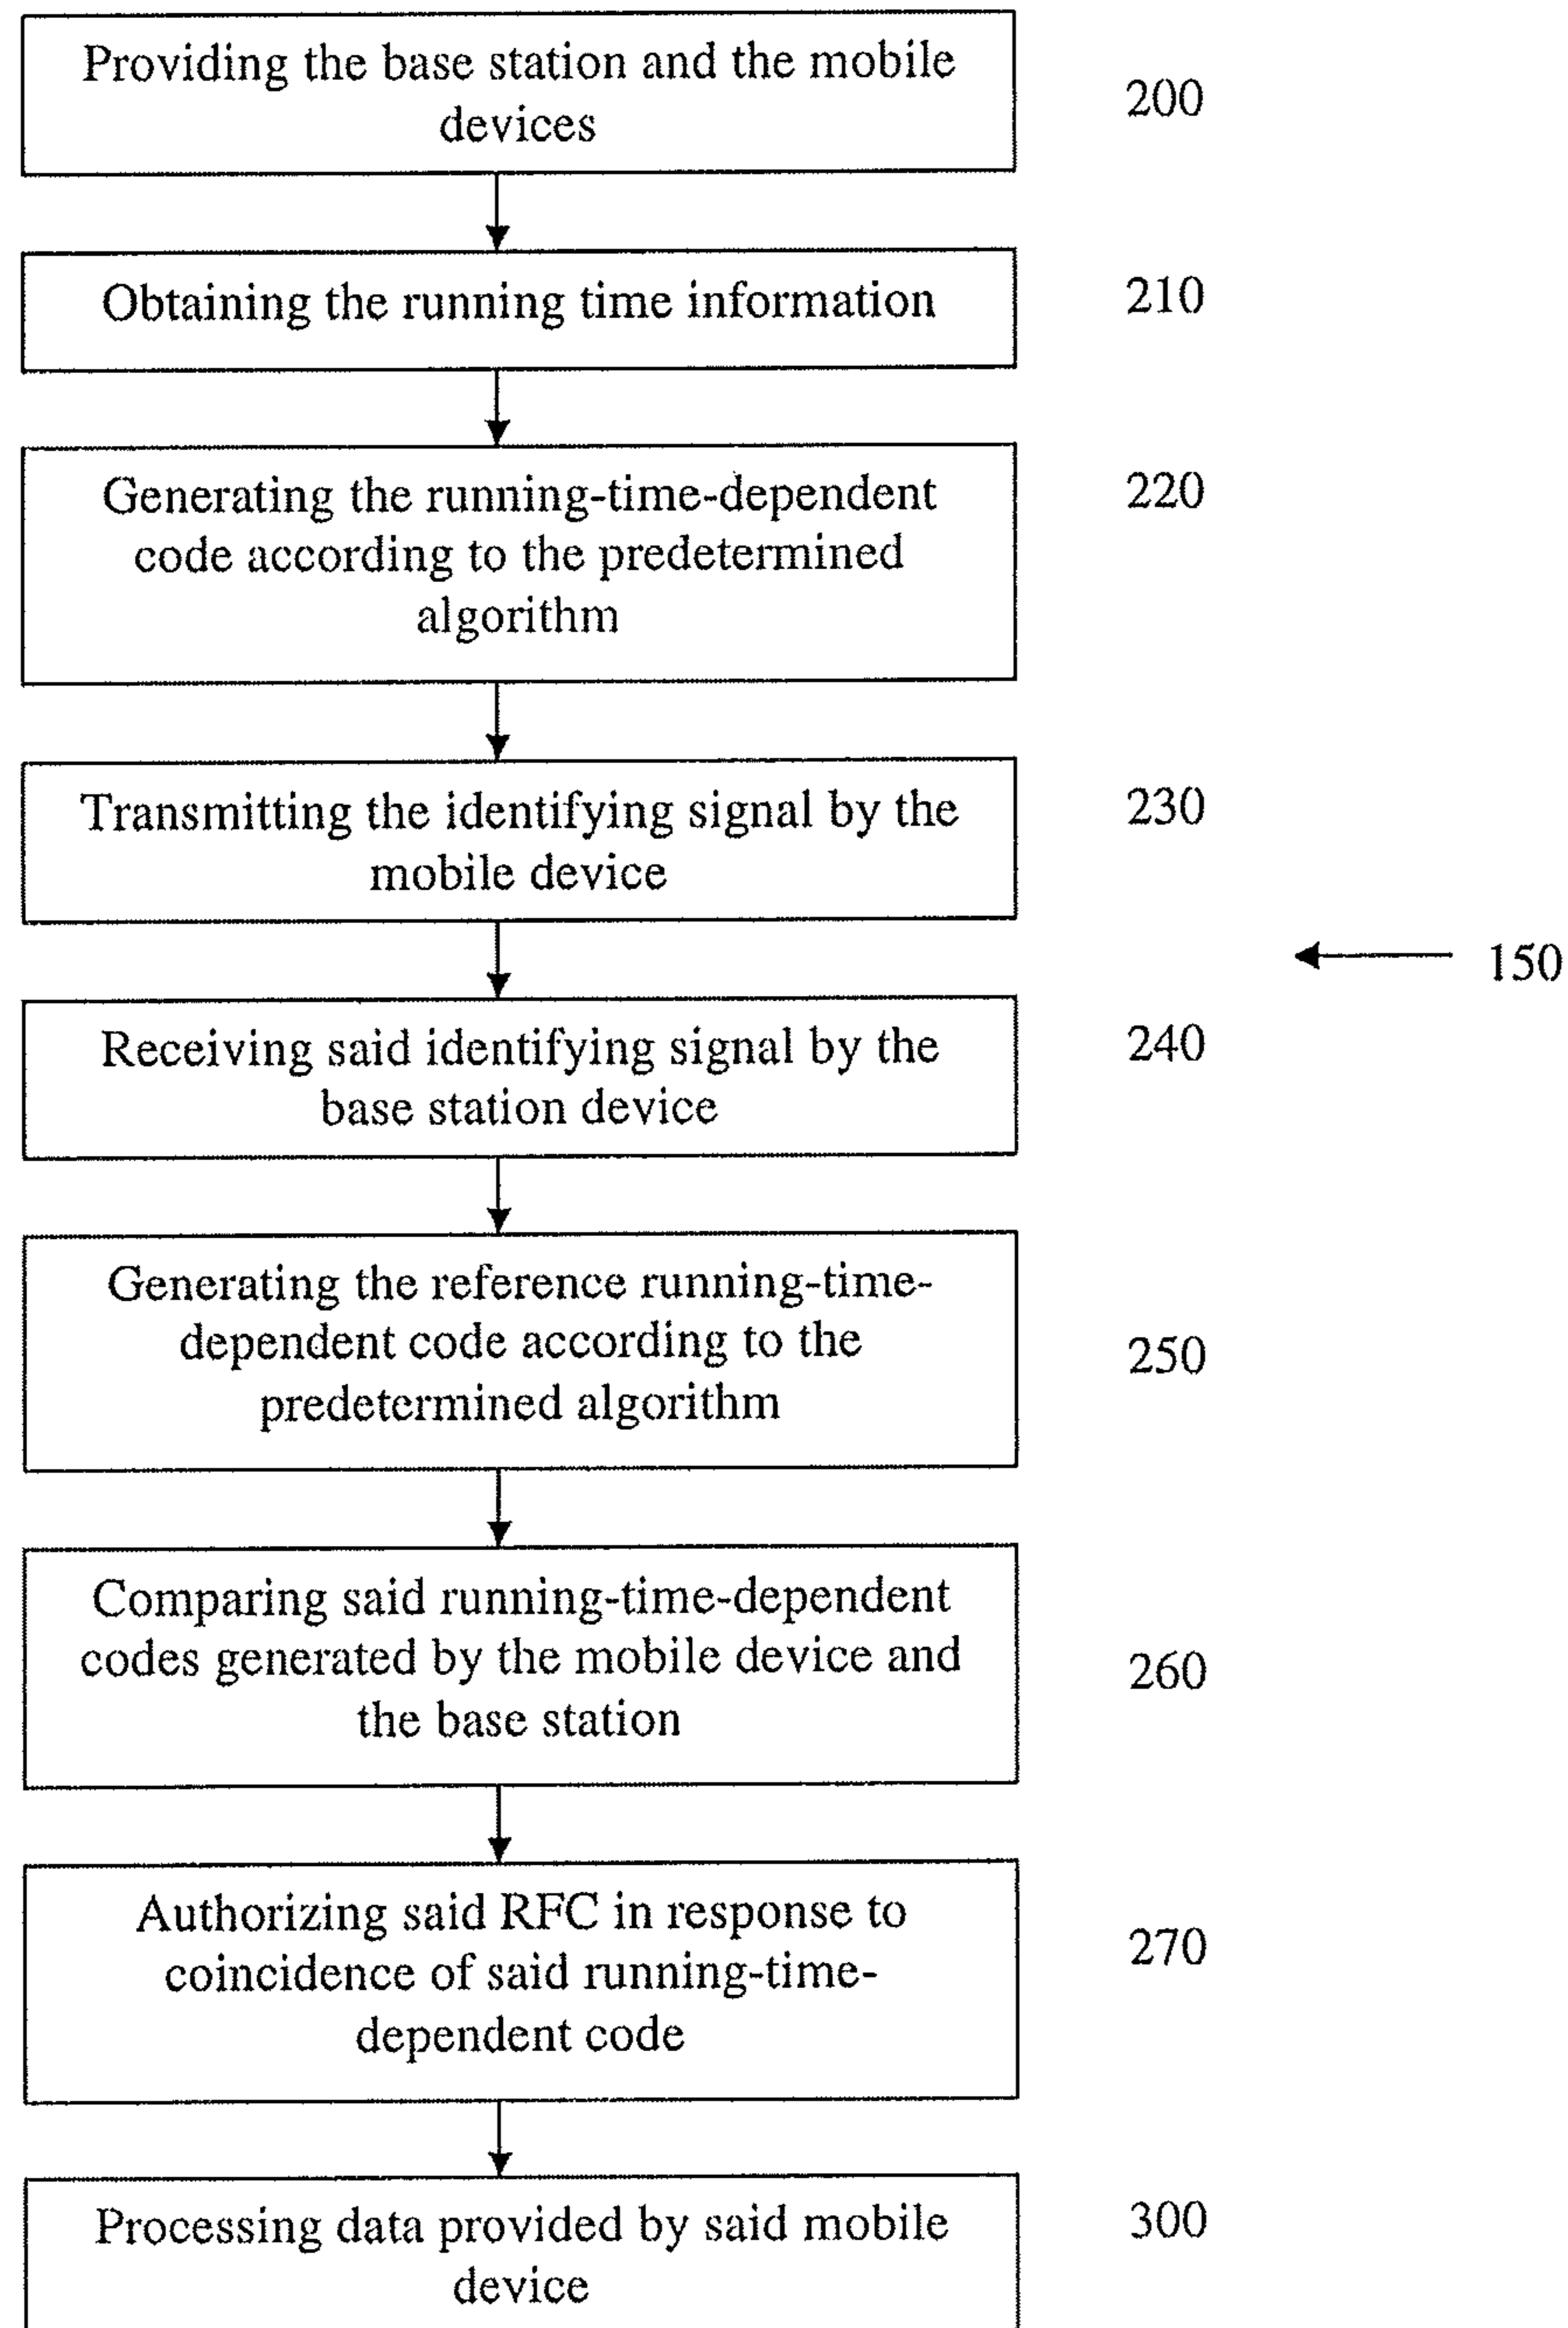 Providing the base station and the mobile
devices
200
Obtaining the running time information
210
Generating the running-time-dependent
code according to the predetermined
algorithm
220
Transmitting the identifying signal by the
mobile device
230
150
Receiving said identifying signal by the
base station device
240
Generating the reference running-time-
dependent code according to the
predetermined algorithm
250
Comparing said running-time-dependent
codes generated by the mobile device and
the base station
260
Authorizing said RFC in response to
coincidence of said running-time-
dependent code
270
Processing data provided by said mobile
device
300